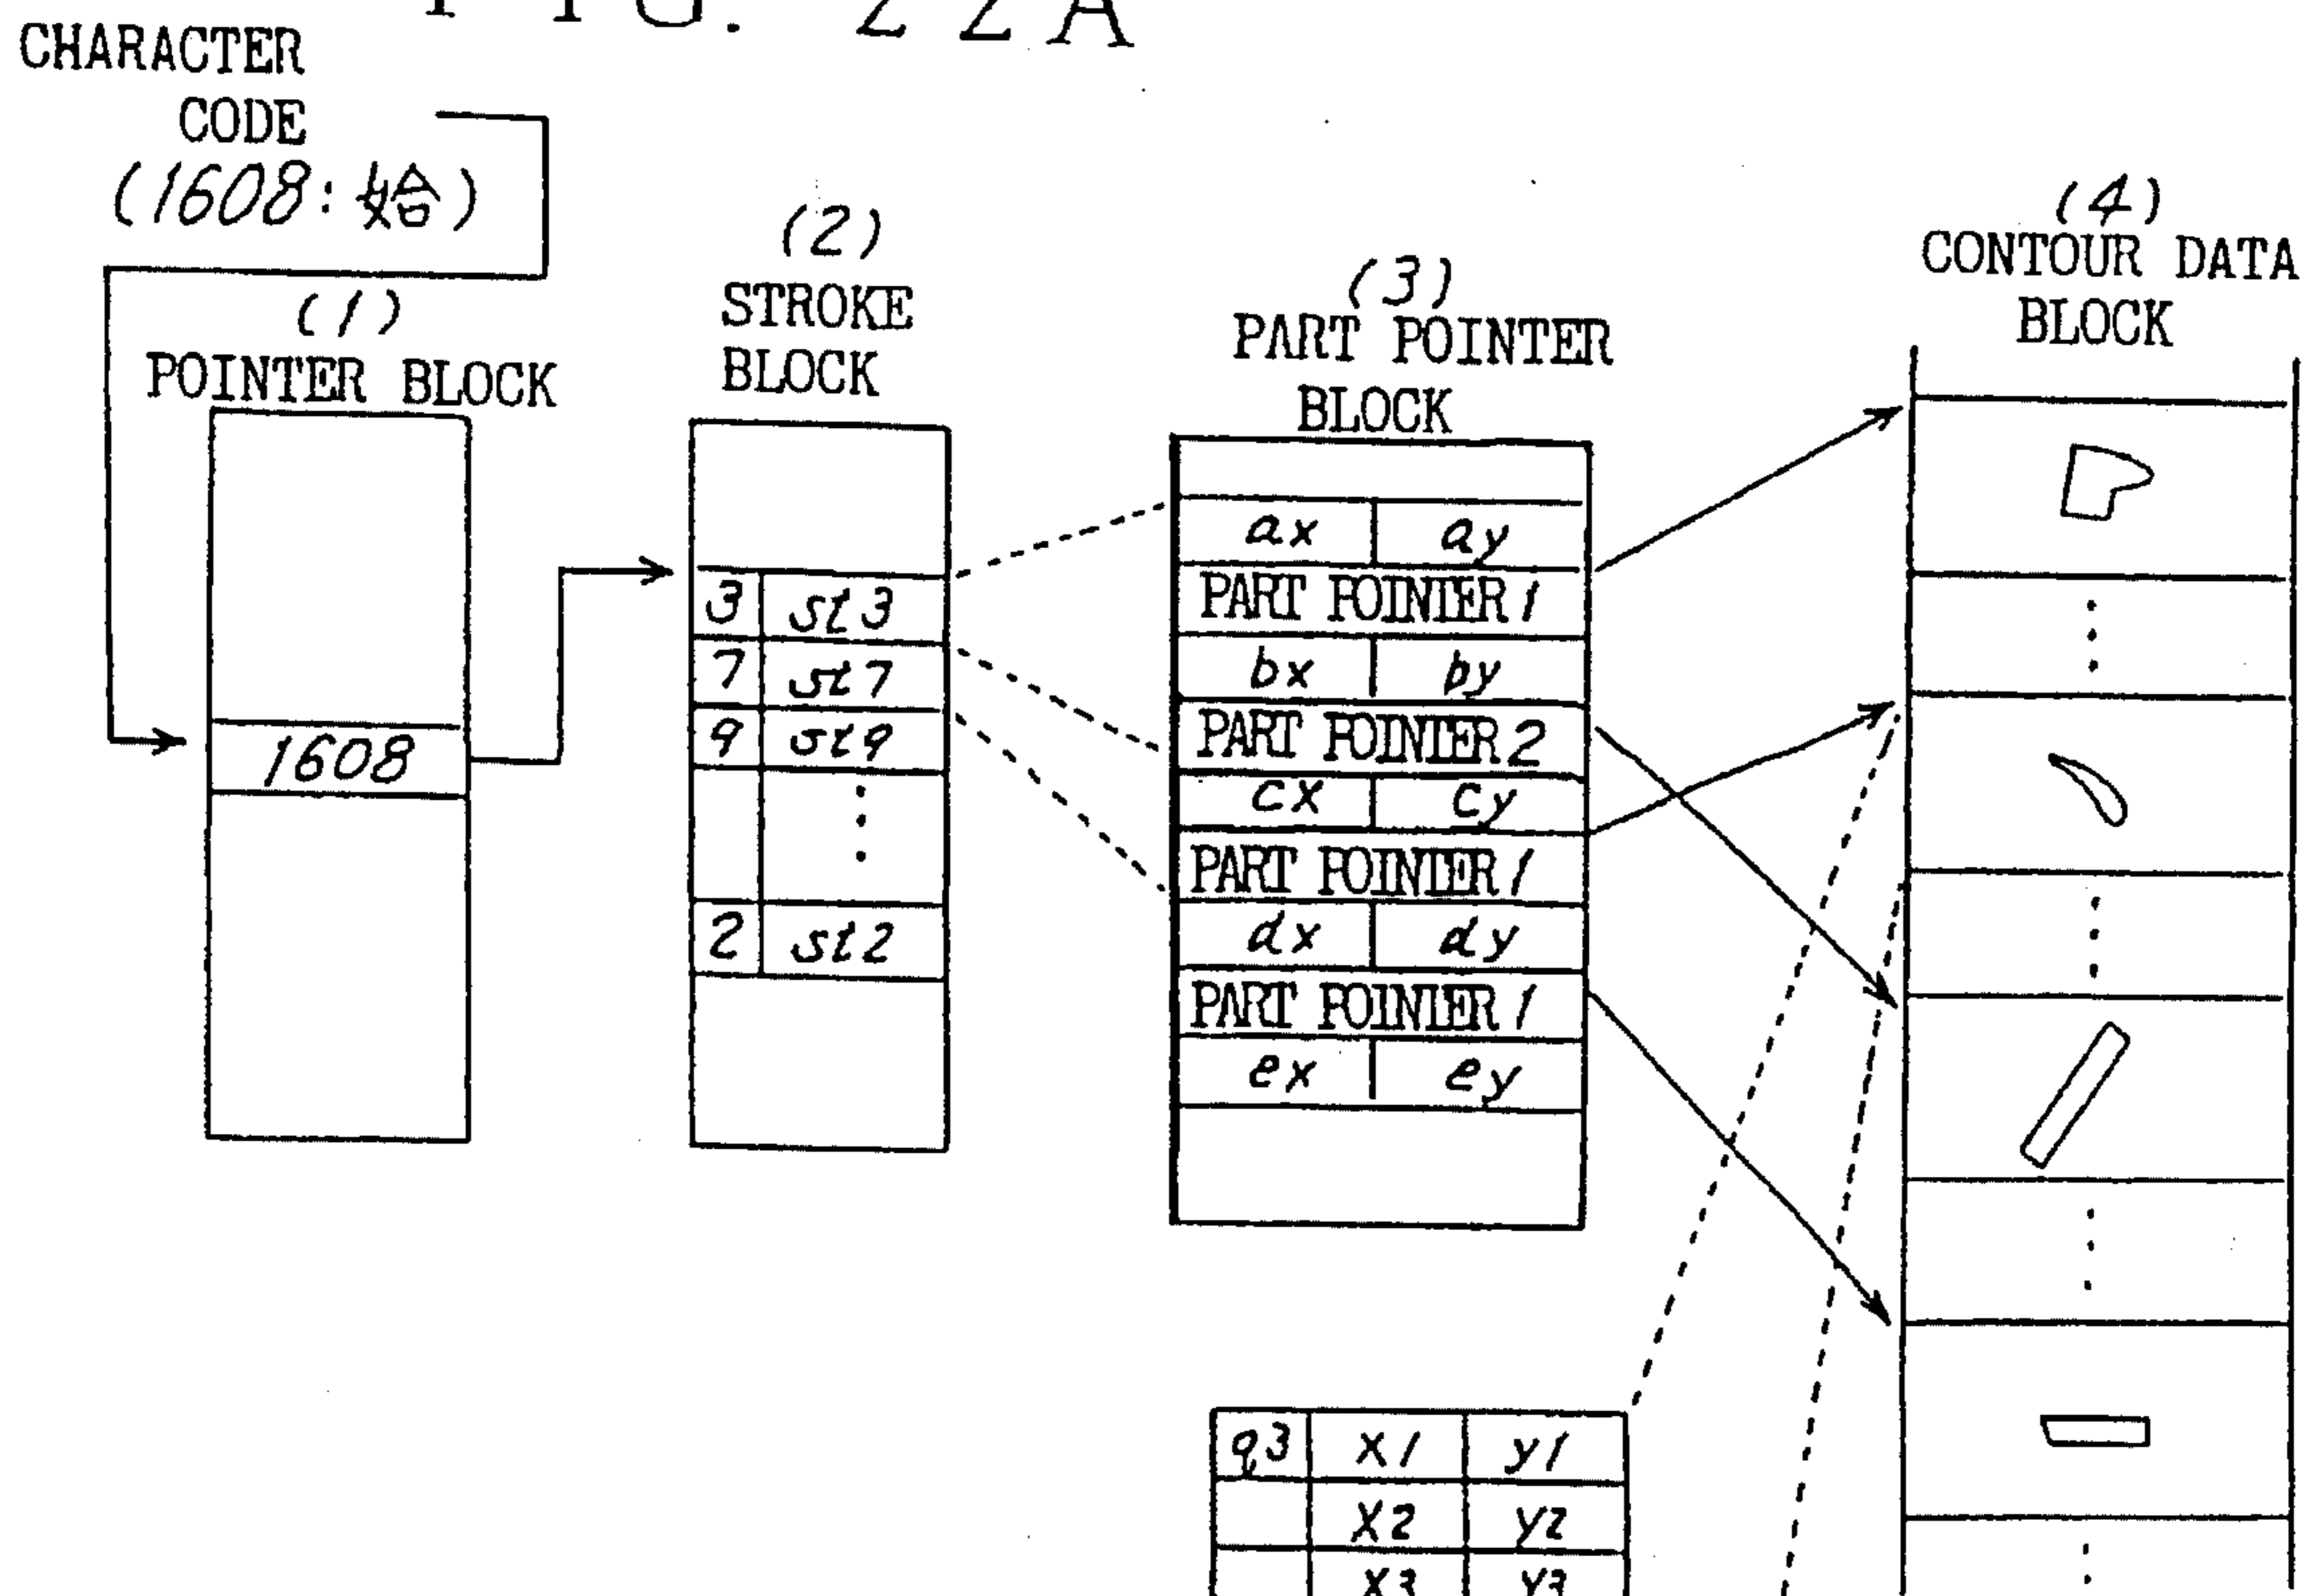 FIG. 22A
CHARACTER
CODE
(1608: 姶)
(1)
POINTER BLOCK
1608
(2)
STROKE
BLOCK
3 st3
7 st7
9 st9
2 st2
(3)
PART POINTER
BLOCK
ax ay
PART POINTER 1
bx by
PART POINTER 2
cx cy
PART POINTER 1
dx dy
PART POINTER 1
ex ey
(4)
CONTOUR DATA
BLOCK
q3 x1 y1
x2 y2
x3 y3